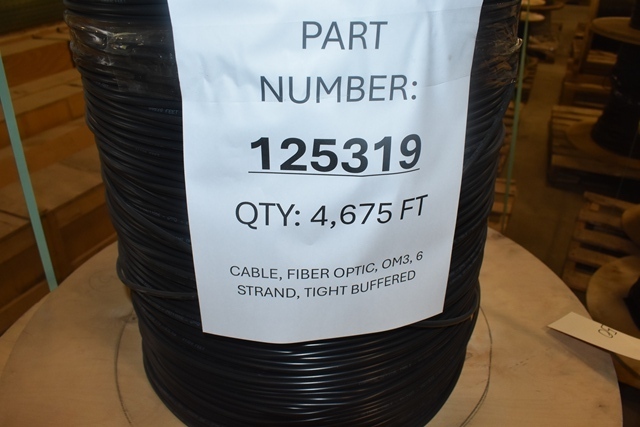 PART
NUMBER:
125319
QTY: 4,675 FT
CABLE, FIBER OPTIC, OM3, 6
STRAND, TIGHT BUFFERED